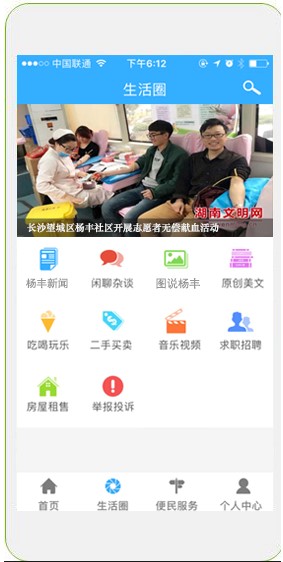 中国联通 下午6:12
生活圈
湖南文明网
长沙望城区杨丰社区开展志愿者无偿献血活动
杨丰新闻 闲聊杂谈 图说杨丰 原创美文
吃喝玩乐 二手买卖 音乐视频 求职招聘
房屋租售 举报投诉
首页 生活圈 便民服务 个人中心